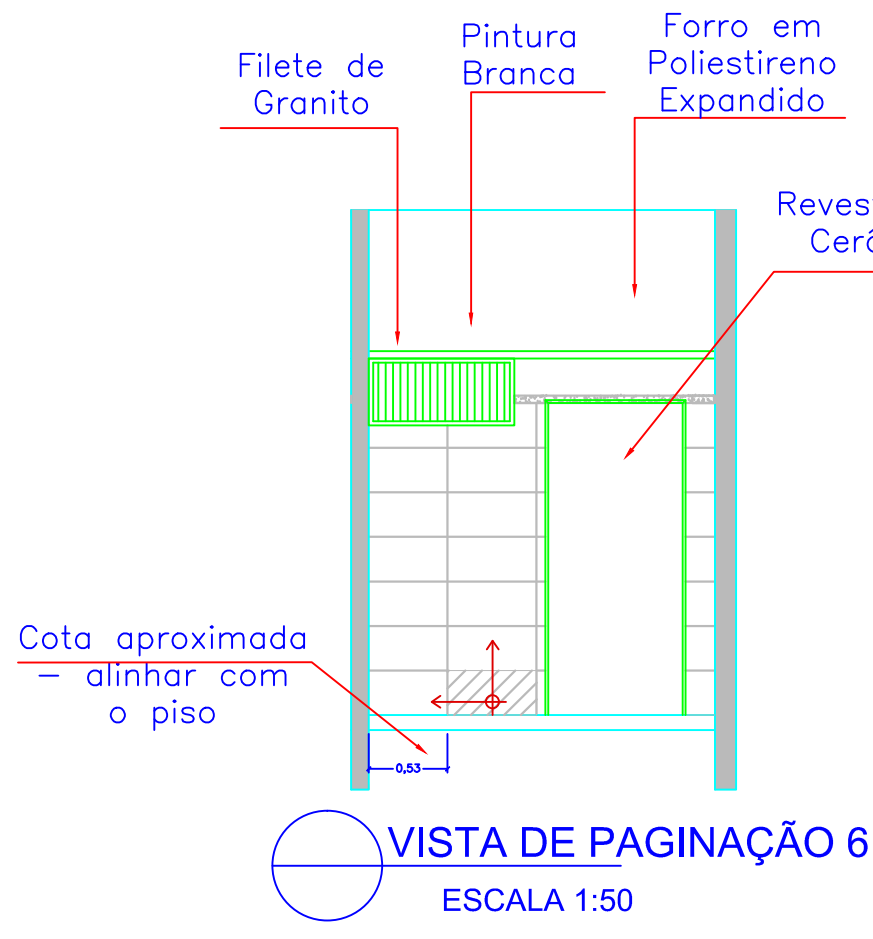 Filete de
Granito
Pintura
Branca
Forro em
Poliestireno
Expandido
Cota aproximada
– alinhar com
o piso
0,53
VISTA DE PAGINAÇÃO 6
ESCALA 1:50